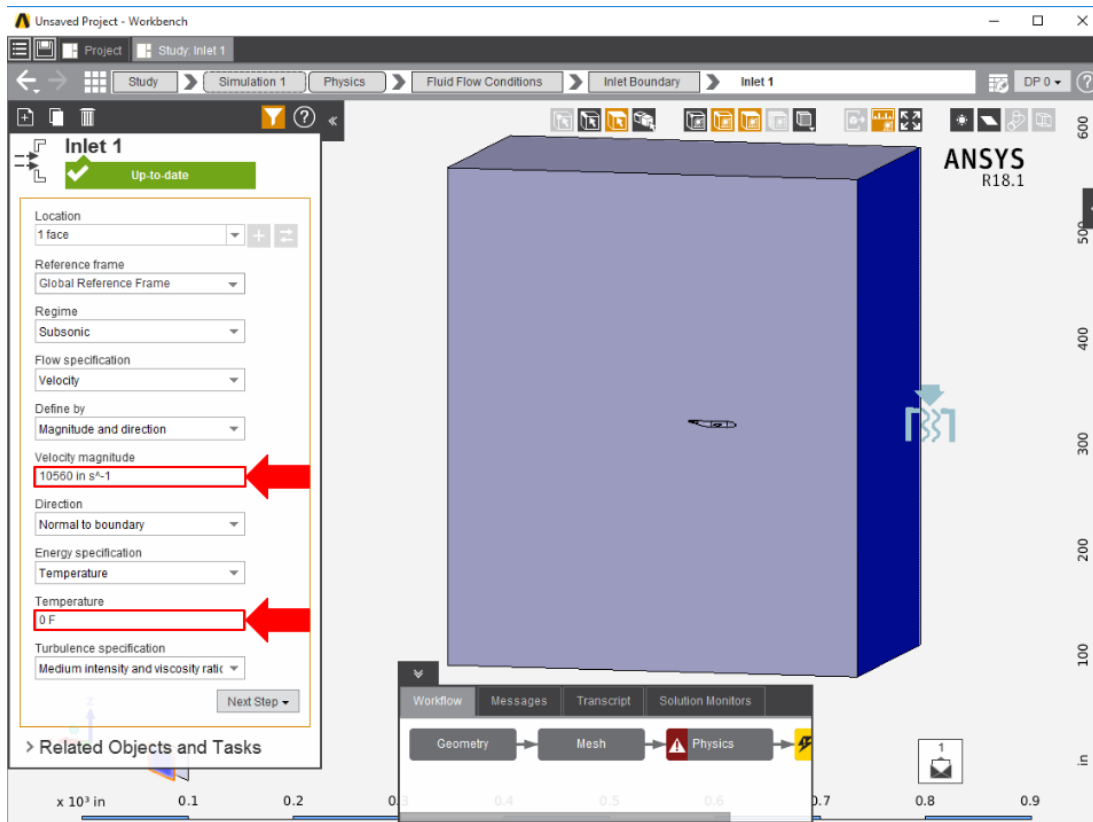 Unsaved Project - Workbench
Project
Study: Inlet 1
Study
Simulation 1
Physics
Fluid Flow Conditions
Inlet Boundary
Inlet 1
DP 0
Inlet 1
Up-to-date
Location
1 face
Reference frame
Global Reference Frame
Regime
Subsonic
Flow specification
Velocity
Define by
Magnitude and direction
Velocity magnitude
10560 in s^-1
Direction
Normal to boundary
Energy specification
Temperature
Temperature
0 F
Turbulence specification
Medium intensity and viscosity ratic
Next Step
Related Objects and Tasks
ANSYS
R18.1
600
500
400
300
200
100
in
Workflow
Messages
Transcript
Solution Monitors
Geometry
Mesh
Physics
1
z
x 10³ in
0.1
0.2
0.3
0.4
0.5
0.6
0.7
0.8
0.9